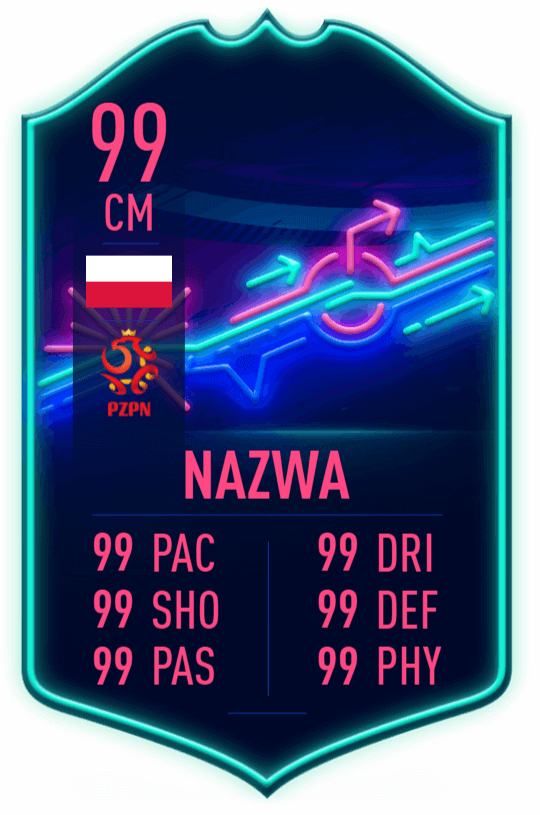 99
CM
PZPN
NAZWA
99 PAC 99 DRI
99 SHO 99 DEF
99 PAS 99 PHY